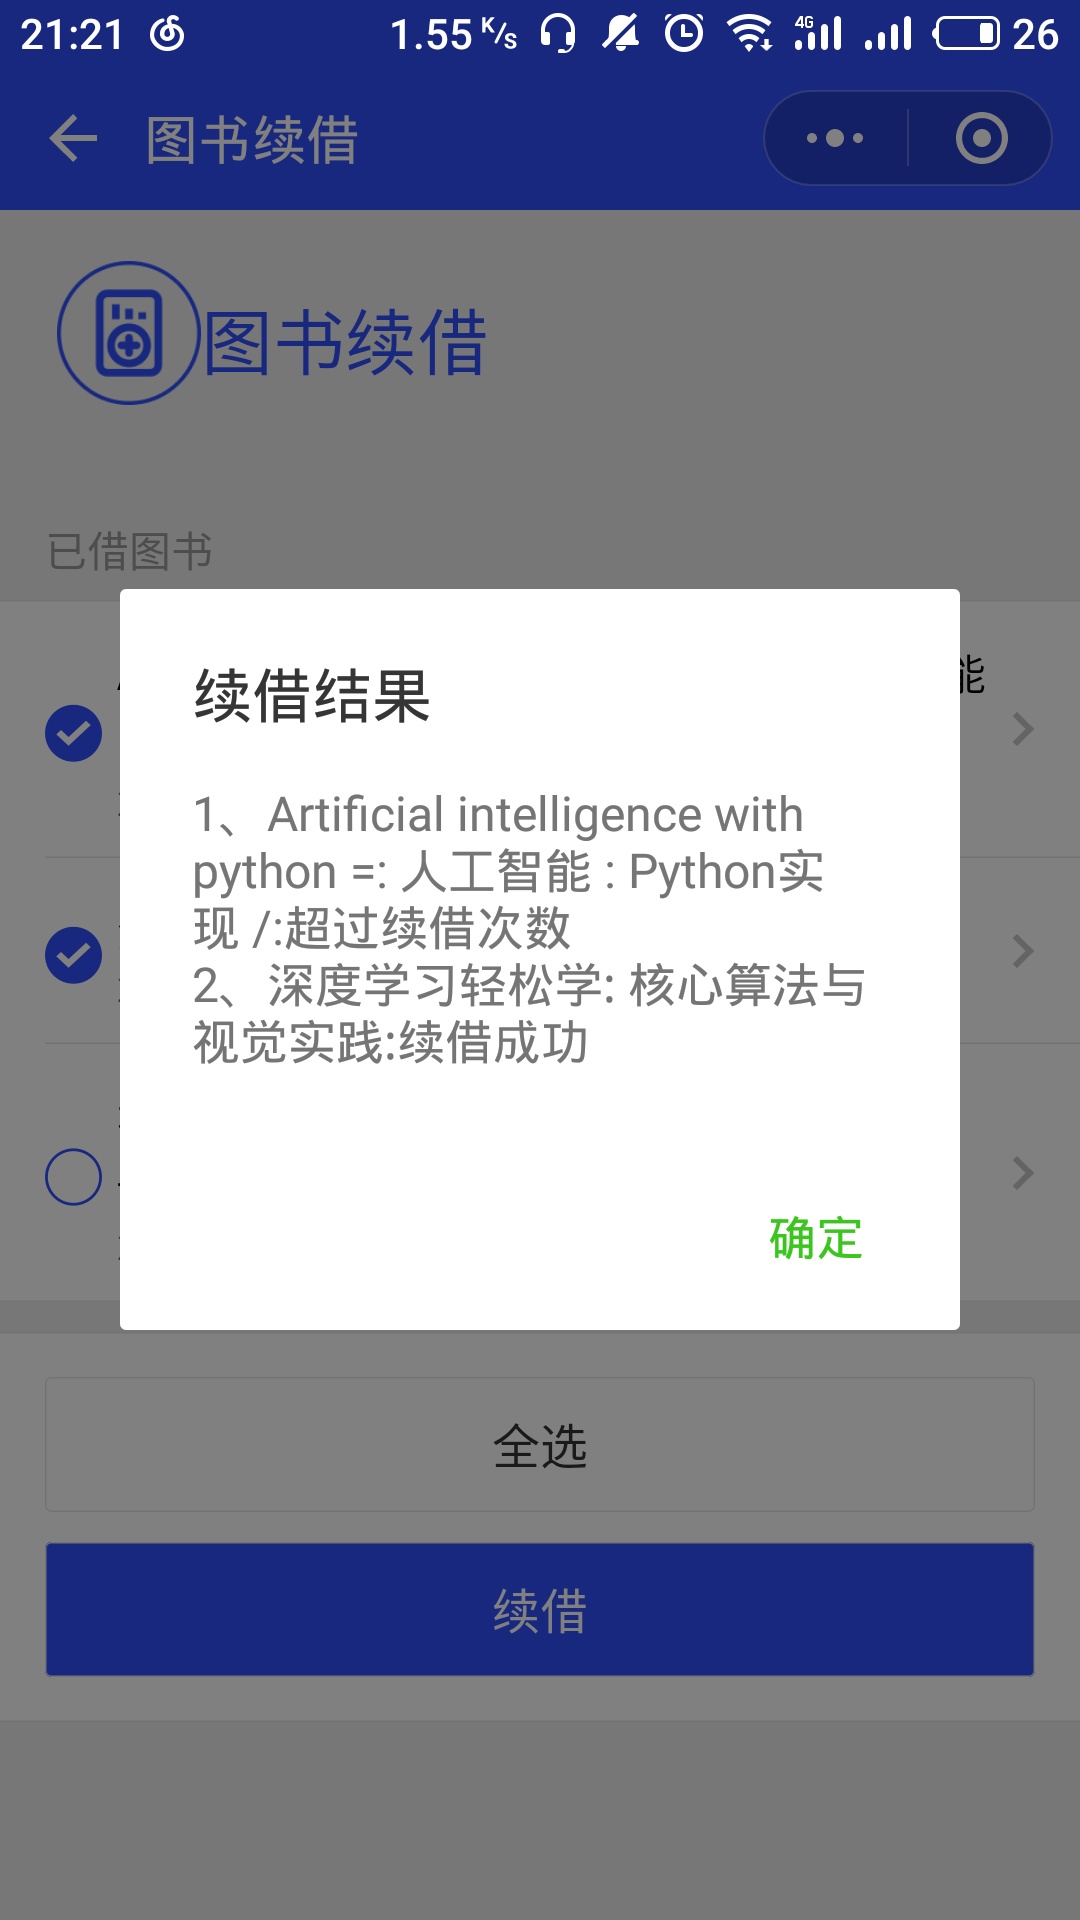 21:21 1.55 K/s 4G 26
图书续借
图书续借
已借图书
能
续借结果
1、Artificial intelligence with
python =: 人工智能 : Python实
现 /:超过续借次数
2、深度学习轻松学: 核心算法与
视觉实践:续借成功
确定
全选
续借